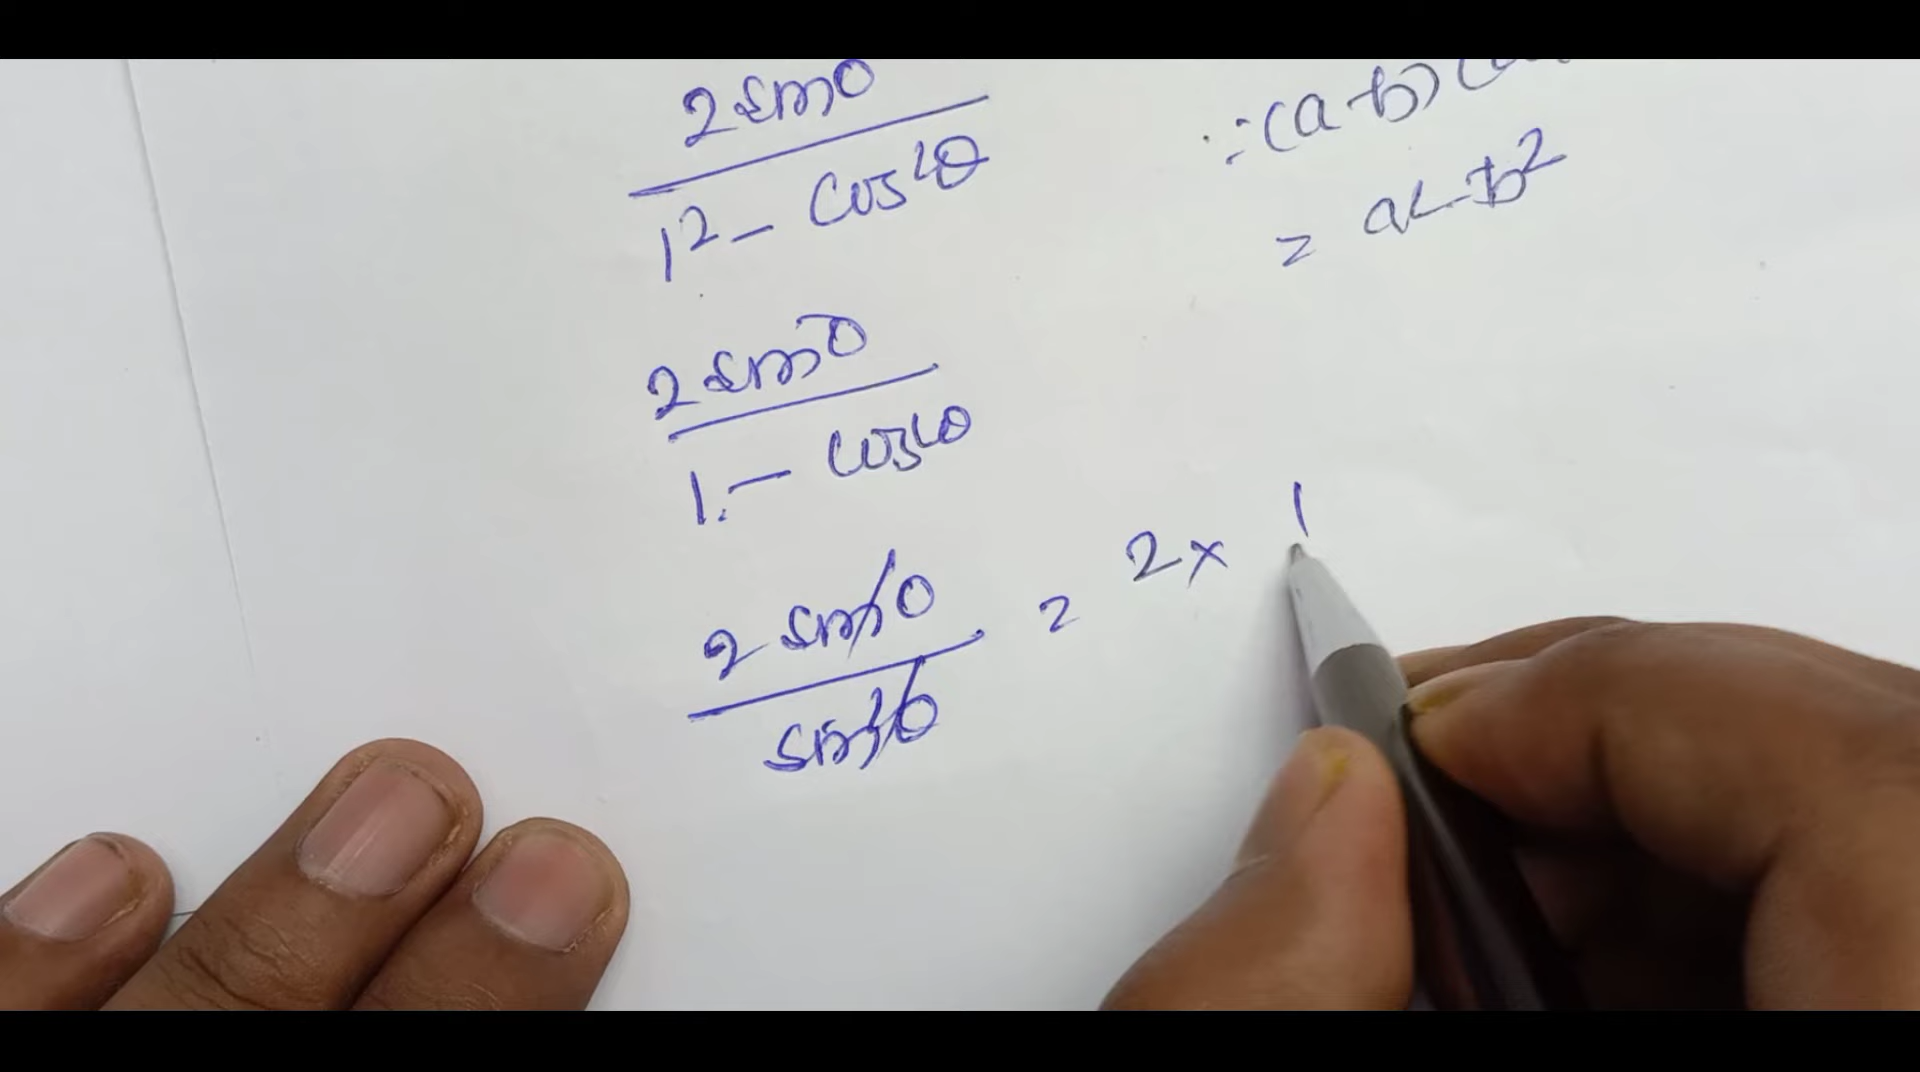 2 sinθ
∵ (a-b)(
1² - cos²θ
= a² - b²
2 sinθ
1 - cos²θ
2 sinθ = 2 × 1
sin²θ